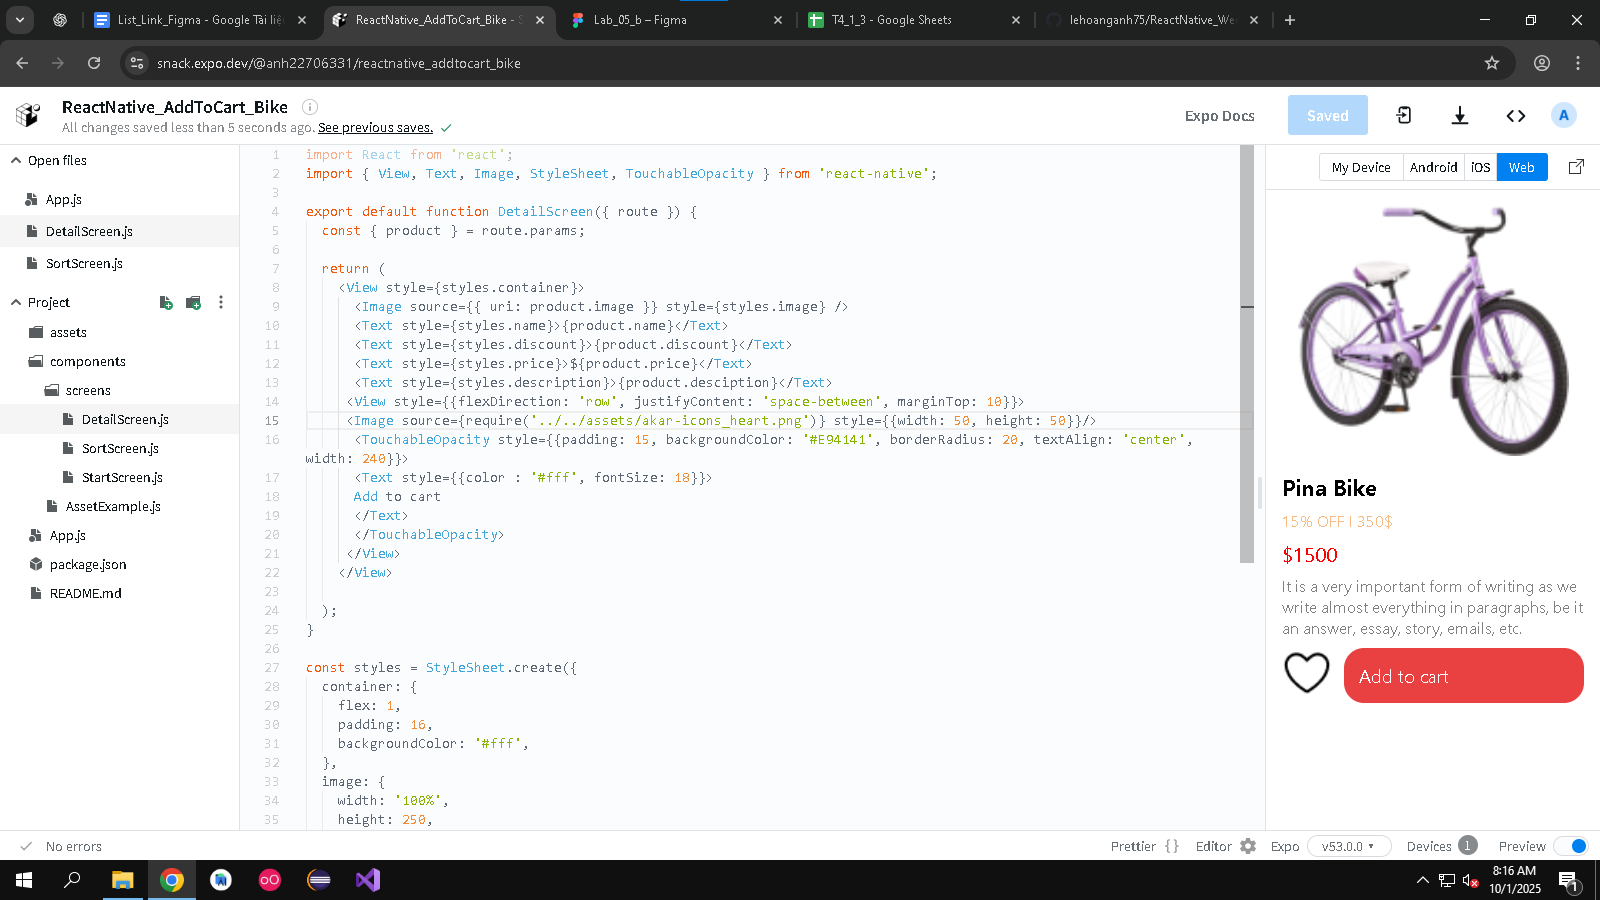 List_Link_Figma - Google Tài liệu
ReactNative_AddToCart_Bike - S
Lab_05_b – Figma
T4_1_3 - Google Sheets
lehoanganh75/ReactNative_We
snack.expo.dev/@anh22706331/reactnative_addtocart_bike
ReactNative_AddToCart_Bike
All changes saved less than 5 seconds ago. See previous saves.
Expo Docs
Saved
A
Open files
App.js
DetailScreen.js
SortScreen.js
Project
assets
components
screens
DetailScreen.js
SortScreen.js
StartScreen.js
AssetExample.js
App.js
package.json
README.md
1 import React from 'react';
2 import { View, Text, Image, StyleSheet, TouchableOpacity } from 'react-native';
3
4 export default function DetailScreen({ route }) {
5 const { product } = route.params;
6
7 return (
8 <View style={styles.container}>
9 <Image source={{ uri: product.image }} style={styles.image} />
10 <Text style={styles.name}>{product.name}</Text>
11 <Text style={styles.discount}>{product.discount}</Text>
12 <Text style={styles.price}>${product.price}</Text>
13 <Text style={styles.description}>{product.desciption}</Text>
14 <View style={{flexDirection: 'row', justifyContent: 'space-between', marginTop: 10}}>
15 <Image source={require('../../assets/akar-icons_heart.png')} style={{width: 50, height: 50}}/>
16 <TouchableOpacity style={{padding: 15, backgroundColor: '#E94141', borderRadius: 20, textAlign: 'center',
width: 240}}>
17 <Text style={{color : '#fff', fontSize: 18}}>
18 Add to cart
19 </Text>
20 </TouchableOpacity>
21 </View>
22 </View>
23
24 );
25 }
26
27 const styles = StyleSheet.create({
28 container: {
29 flex: 1,
30 padding: 16,
31 backgroundColor: '#fff',
32 },
33 image: {
34 width: '100%',
35 height: 250,
My Device
Android
iOS
Web
Pina Bike
15% OFF I 350$
$1500
It is a very important form of writing as we
write almost everything in paragraphs, be it
an answer, essay, story, emails, etc.
Add to cart
No errors
Prettier { }
Editor
Expo
v53.0.0
Devices
1
Preview
8:16 AM
10/1/2025
1